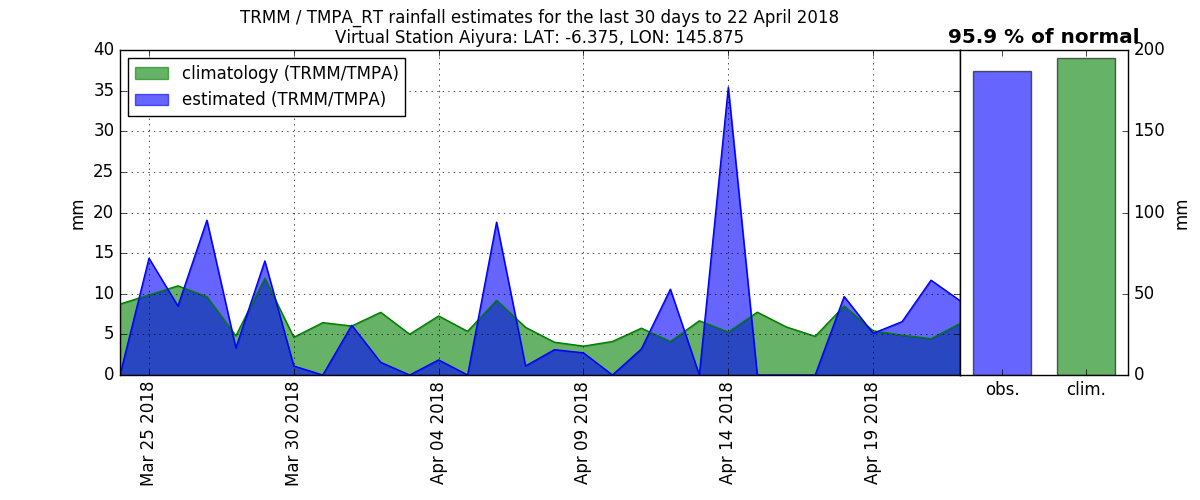 TRMM / TMPA_RT rainfall estimates for the last 30 days to 22 April 2018
Virtual Station Aiyura: LAT: -6.375, LON: 145.875
95.9 % of normal
climatology (TRMM/TMPA)
estimated (TRMM/TMPA)
40
35
30
25
20
15
10
5
0
mm
200
150
100
50
0
mm
Mar 25 2018
Mar 30 2018
Apr 04 2018
Apr 09 2018
Apr 14 2018
Apr 19 2018
obs.
clim.